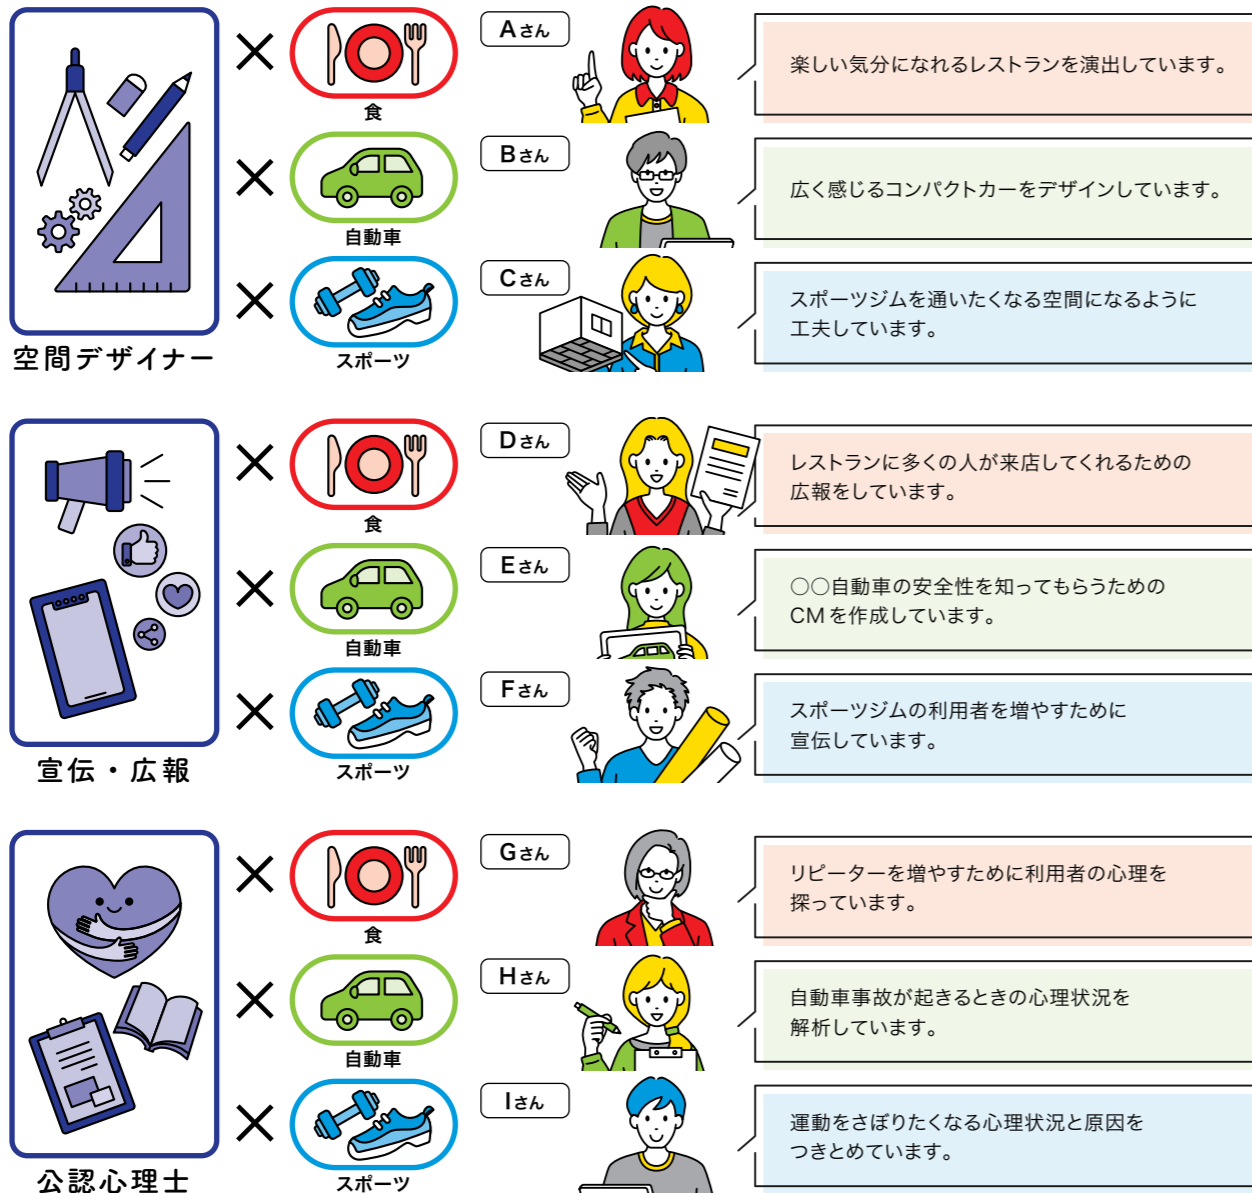 Aさん
楽しい気分になれるレストランを演出しています。
食
Bさん
広く感じるコンパクトカーをデザインしています。
自動車
Cさん
スポーツジムを通いたくなる空間になるように
工夫しています。
スポーツ
空間デザイナー
Dさん
レストランに多くの人が来店してくれるための
広報をしています。
食
Eさん
○○自動車の安全性を知ってもらうための
CMを作成しています。
自動車
Fさん
スポーツジムの利用者を増やすために
宣伝しています。
スポーツ
宣伝・広報
Gさん
リピーターを増やすために利用者の心理を
探っています。
食
Hさん
自動車事故が起きるときの心理状況を
解析しています。
自動車
Iさん
運動をさぼりたくなる心理状況と原因を
つきとめています。
スポーツ
公認心理士